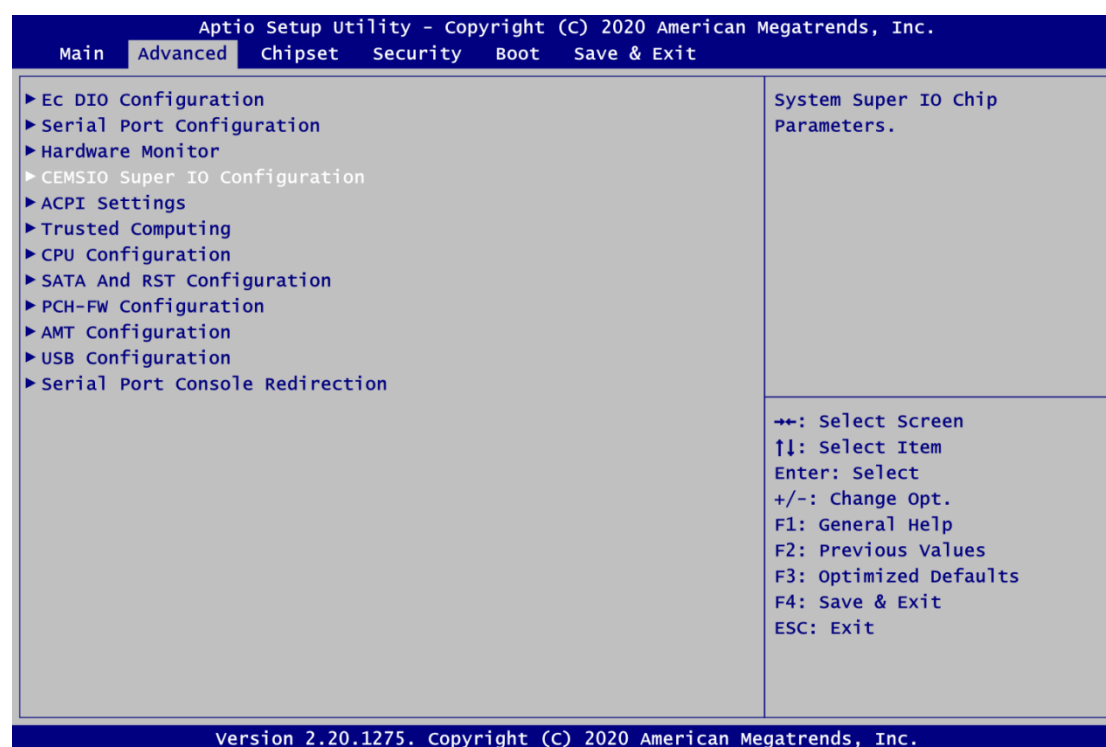 Aptio Setup Utility – Copyright (C) 2020 American Megatrends, Inc.
Main Advanced Chipset Security Boot Save & Exit
►Ec DIO Configuration
►Serial Port Configuration
►Hardware Monitor
►CEMSIO Super IO Configuration
►ACPI Settings
►Trusted Computing
►CPU Configuration
►SATA And RST Configuration
►PCH-FW Configuration
►AMT Configuration
►USB Configuration
►Serial Port Console Redirection
System Super IO Chip
Parameters.
→←: Select Screen
↑↓: Select Item
Enter: Select
+/-: Change Opt.
F1: General Help
F2: Previous Values
F3: Optimized Defaults
F4: Save & Exit
ESC: Exit
Version 2.20.1275. Copyright (C) 2020 American Megatrends, Inc.